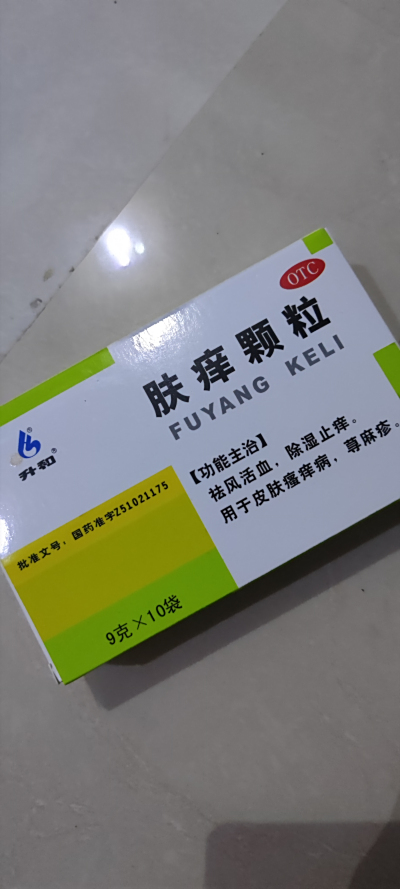 OTC
肤痒颗粒
FUYANG KELI
升和®
【功能主治】
祛风活血，除湿止痒。
用于皮肤瘙痒病，荨麻疹。
批准文号：国药准字Z51021175
9克×10袋